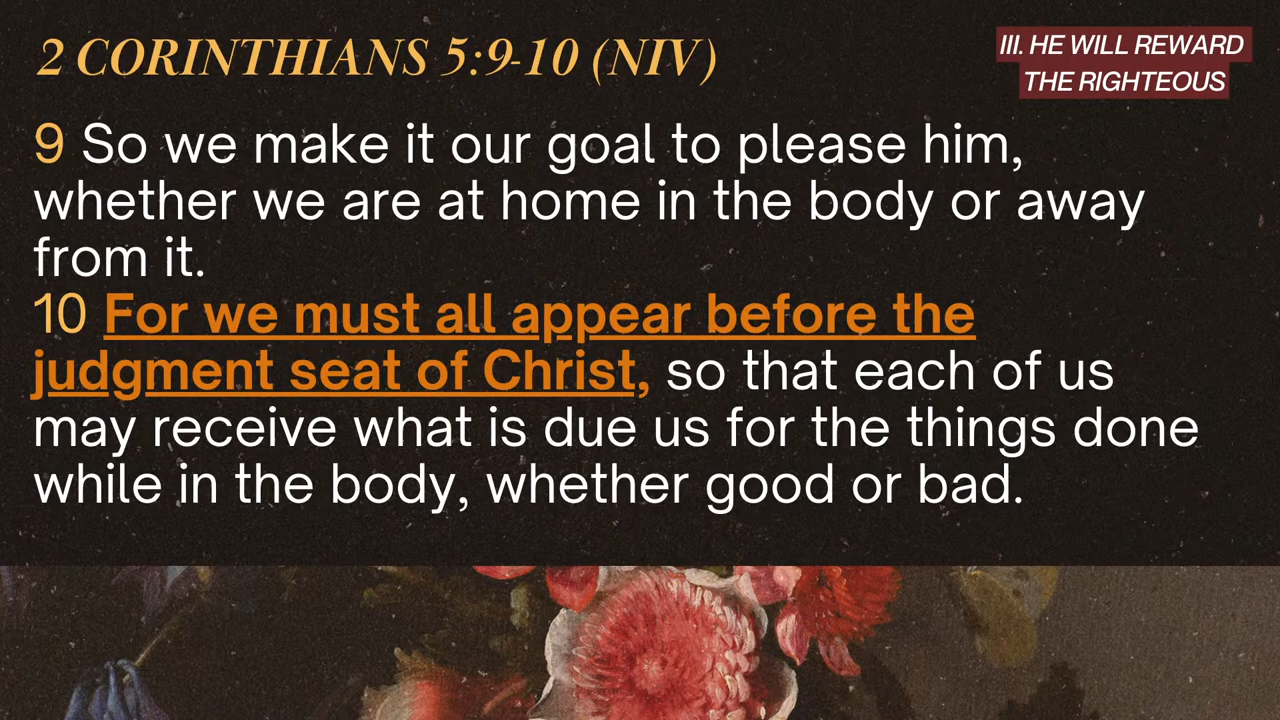 2 CORINTHIANS 5:9-10 (NIV)
III. HE WILL REWARD
THE RIGHTEOUS
9 So we make it our goal to please him,
whether we are at home in the body or away
from it.
10 For we must all appear before the
judgment seat of Christ, so that each of us
may receive what is due us for the things done
while in the body, whether good or bad.